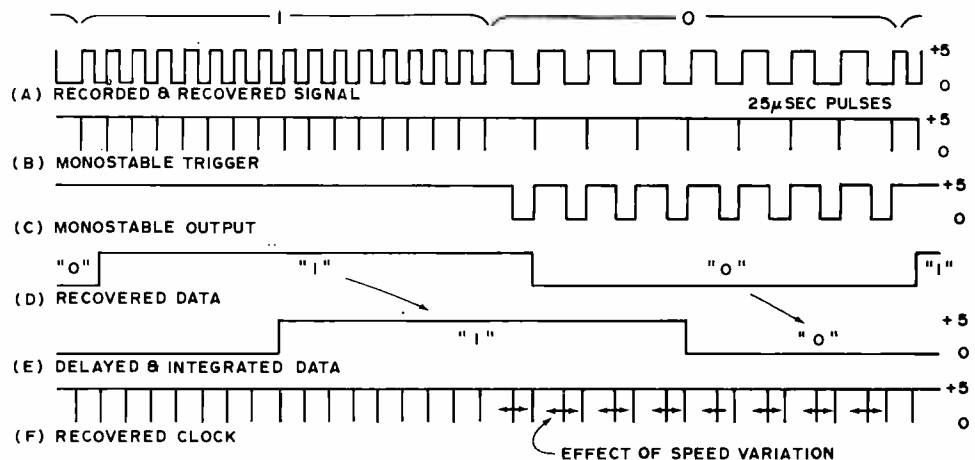 1 0
+5
0
(A) RECORDED & RECOVERED SIGNAL 25µSEC PULSES
+5
0
(B) MONOSTABLE TRIGGER
+5
0
(C) MONOSTABLE OUTPUT
"0" "1" "0" "1"
(D) RECOVERED DATA
"1" "0" +5
0
(E) DELAYED & INTEGRATED DATA
+5
0
(F) RECOVERED CLOCK
EFFECT OF SPEED VARIATION